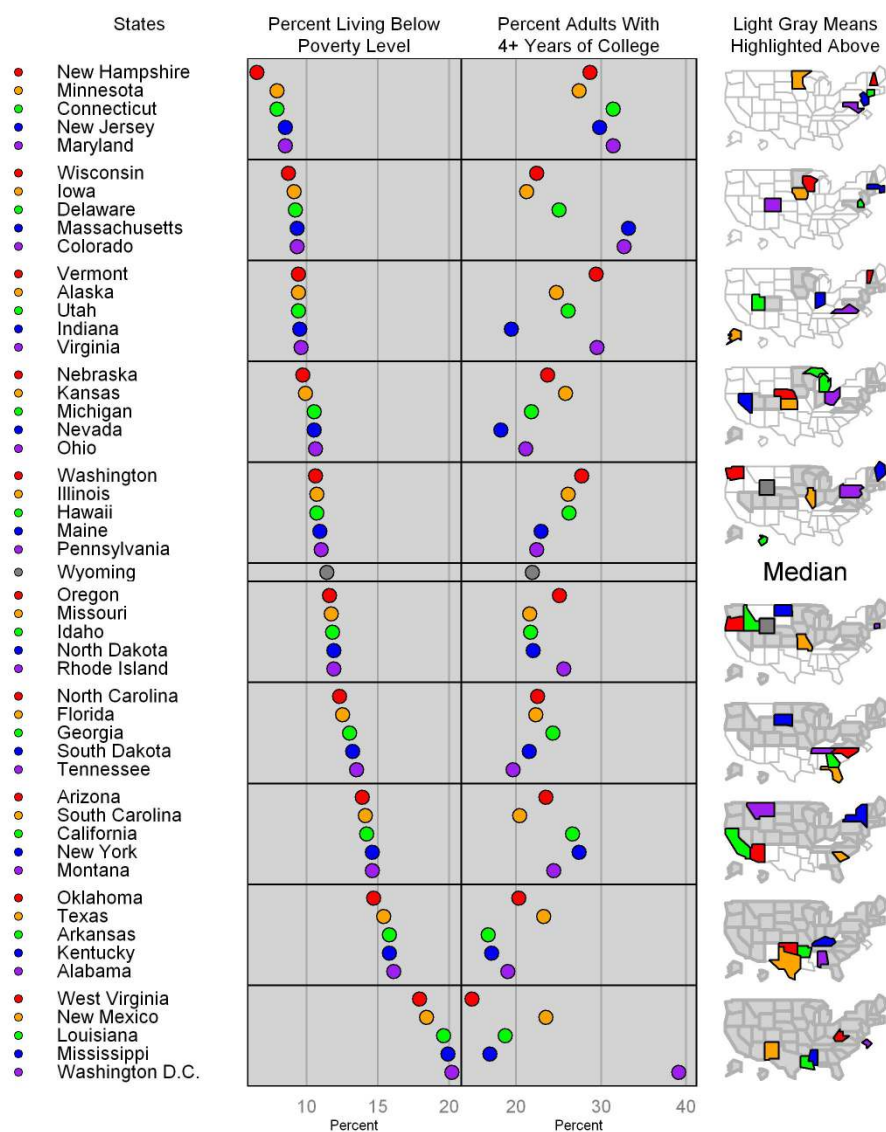 States
Percent Living Below
Poverty Level
Percent Adults With
4+ Years of College
Light Gray Means
Highlighted Above
New Hampshire
Minnesota
Connecticut
New Jersey
Maryland
Wisconsin
Iowa
Delaware
Massachusetts
Colorado
Vermont
Alaska
Utah
Indiana
Virginia
Nebraska
Kansas
Michigan
Nevada
Ohio
Washington
Illinois
Hawaii
Maine
Pennsylvania
Wyoming
Median
Oregon
Missouri
Idaho
North Dakota
Rhode Island
North Carolina
Florida
Georgia
South Dakota
Tennessee
Arizona
South Carolina
California
New York
Montana
Oklahoma
Texas
Arkansas
Kentucky
Alabama
West Virginia
New Mexico
Louisiana
Mississippi
Washington D.C.
10 15 20 20 30 40
Percent Percent